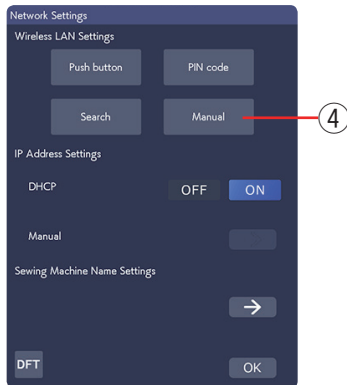 Network Settings
Wireless LAN Settings
Push button
PIN code
Search
Manual
4
IP Address Settings
DHCP
OFF
ON
Manual
Sewing Machine Name Settings
→
DFT
OK